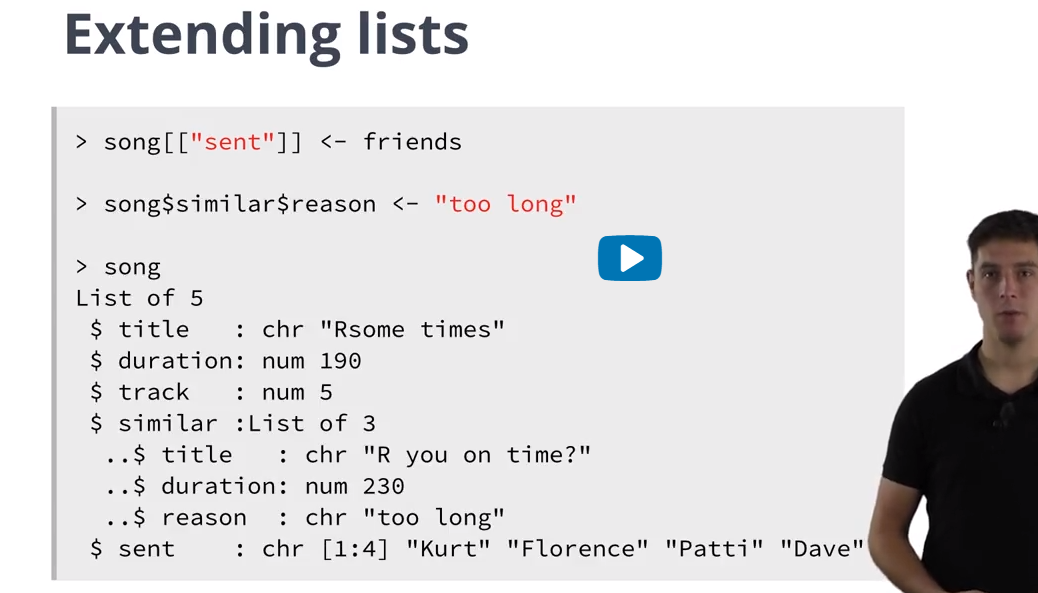 Extending lists
> song[["sent"]] <- friends
> song$similar$reason <- "too long"
> song
List of 5
$ title : chr "Rsome times"
$ duration: num 190
$ track : num 5
$ similar :List of 3
..$ title : chr "R you on time?"
..$ duration: num 230
..$ reason : chr "too long"
$ sent : chr [1:4] "Kurt" "Florence" "Patti" "Dave"